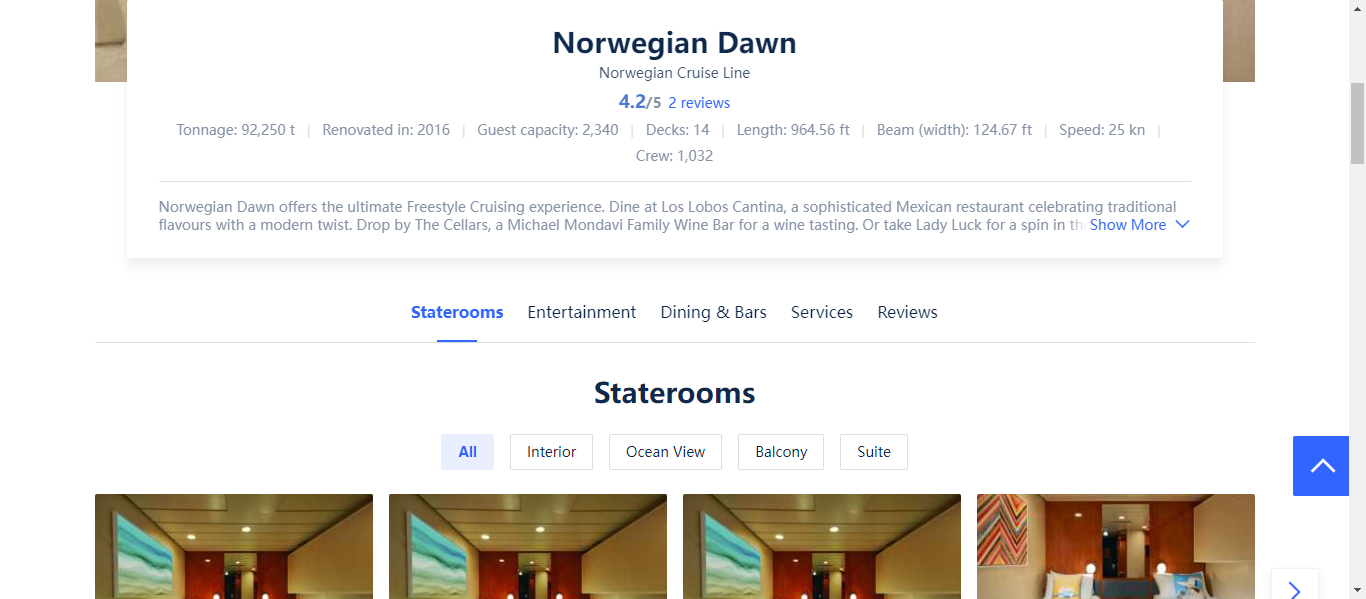 Norwegian Dawn
Norwegian Cruise Line
4.2/5 2 reviews
Tonnage: 92,250 t | Renovated in: 2016 | Guest capacity: 2,340 | Decks: 14 | Length: 964.56 ft | Beam (width): 124.67 ft | Speed: 25 kn |
Crew: 1,032
Norwegian Dawn offers the ultimate Freestyle Cruising experience. Dine at Los Lobos Cantina, a sophisticated Mexican restaurant celebrating traditional
flavours with a modern twist. Drop by The Cellars, a Michael Mondavi Family Wine Bar for a wine tasting. Or take Lady Luck for a spin in th Show More
Staterooms Entertainment Dining & Bars Services Reviews
Staterooms
All Interior Ocean View Balcony Suite